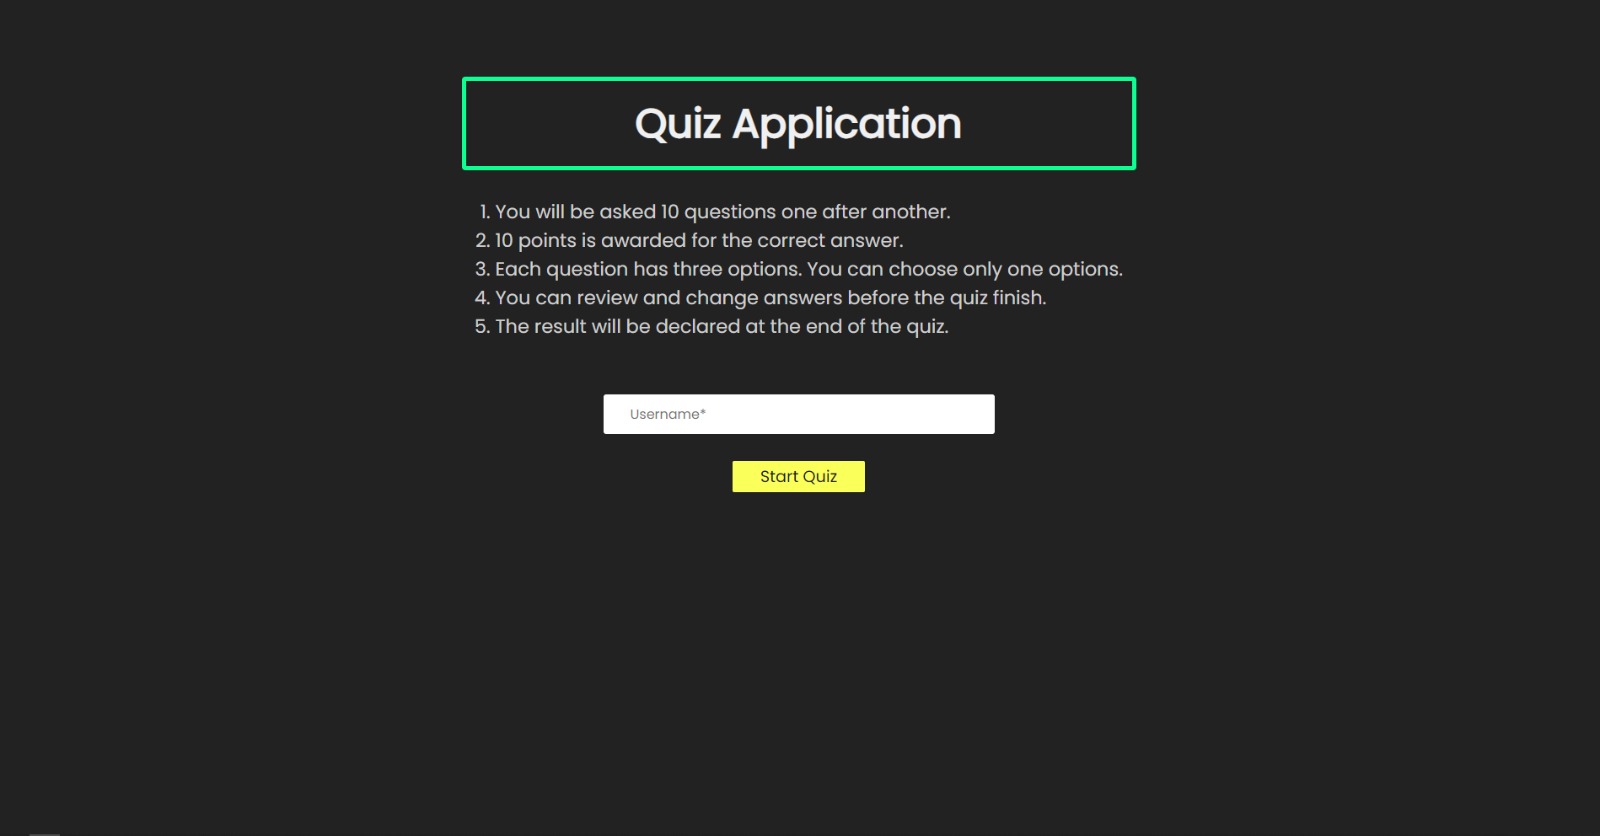 Quiz Application
1. You will be asked 10 questions one after another.
2. 10 points is awarded for the correct answer.
3. Each question has three options. You can choose only one options.
4. You can review and change answers before the quiz finish.
5. The result will be declared at the end of the quiz.
Username*
Start Quiz